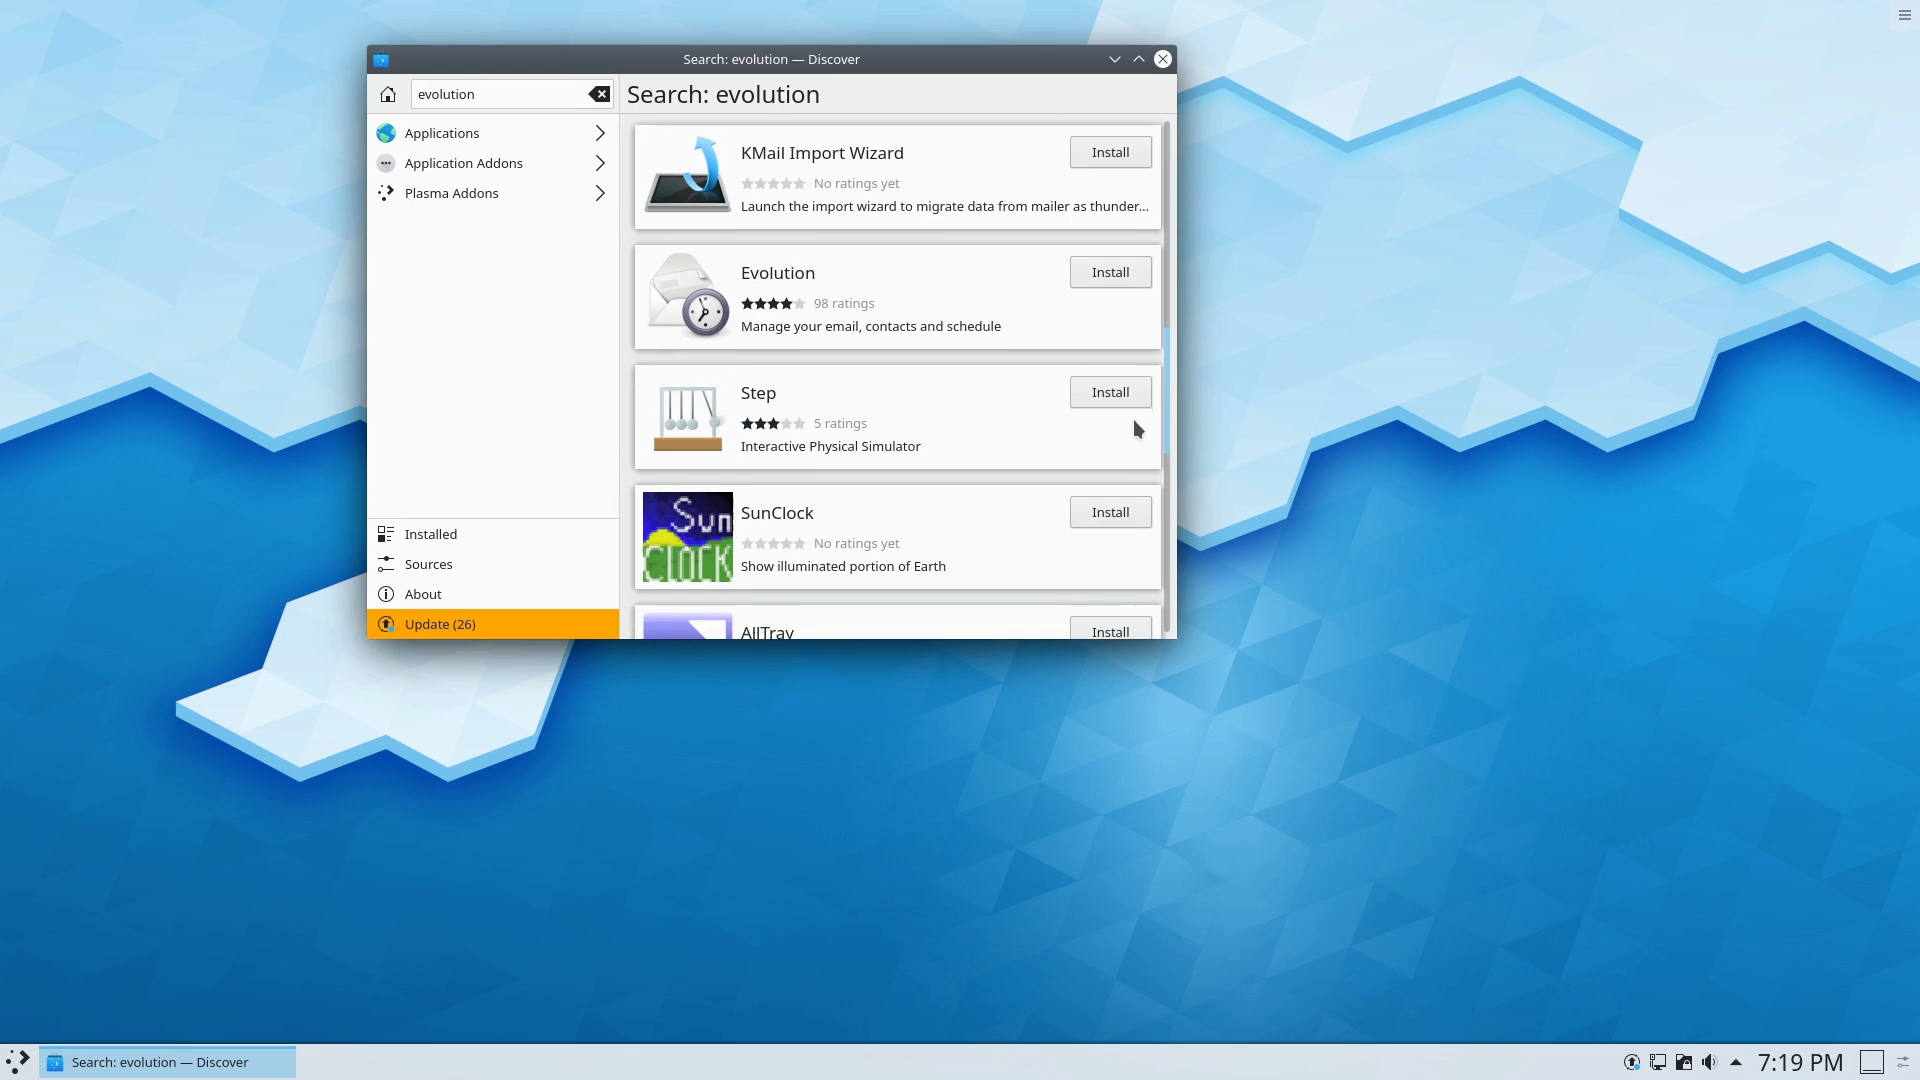 Search: evolution — Discover
evolution
Search: evolution
Applications
Application Addons
Plasma Addons
Installed
Sources
About
Update (26)
KMail Import Wizard
Install
No ratings yet
Launch the import wizard to migrate data from mailer as thunder...
Evolution
Install
98 ratings
Manage your email, contacts and schedule
Step
Install
5 ratings
Interactive Physical Simulator
Sun
CLOCK
SunClock
Install
No ratings yet
Show illuminated portion of Earth
AllTray
Install
Search: evolution — Discover
7:19 PM